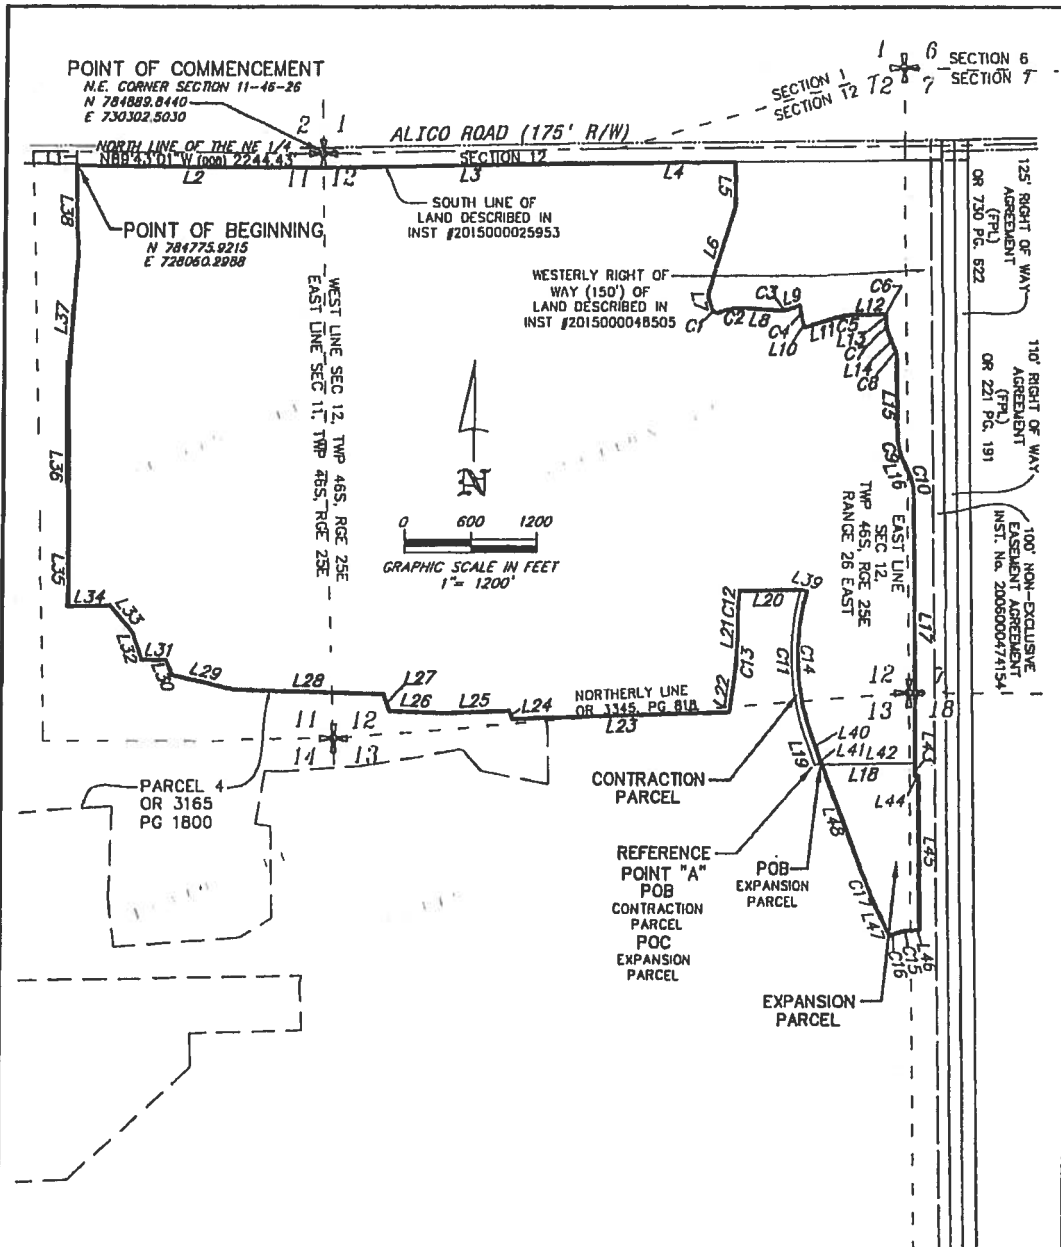 1 6 SECTION 6
12 7 SECTION 7
SECTION 1
SECTION 12
POINT OF COMMENCEMENT
N.E. CORNER SECTION 11-46-26
N 784889.8440
E 730302.5030
2 1
11 12
ALICO ROAD (175' R/W)
NORTH LINE OF THE NE 1/4
L1
N89°43'01"W (000) 2244.43'
SECTION 12
L2
L3
L4
L5
L38
POINT OF BEGINNING
N 784775.9215
E 728060.2988
SOUTH LINE OF
LAND DESCRIBED IN
INST #2015000025953
WESTERLY RIGHT OF
WAY (150') OF
LAND DESCRIBED IN
INST #2015000048505
L6
L7
C1
C2
L8
C3
L9
C4
L10
L11
C5
L12
C6
L13
C7
L14
C8
L15
C9
L16
C10
125' RIGHT OF WAY
AGREEMENT
(FPL)
OR 730 PG. 622
110' RIGHT OF WAY
AGREEMENT
(FPL)
OR 221 PG. 191
100' NON-EXCLUSIVE
EASEMENT AGREEMENT
INST. No. 2006000474154
WEST LINE SEC 12, TWP 46S, RGE 25E
EAST LINE SEC 11, TWP 46S, RGE 25E
EAST LINE
SEC 12,
TWP 46S, RGE 25E
RANGE 26 EAST
L37
L36
L35
L34
L33
L32
L31
L30
L29
L28
L27
L26
L25
L24
L23
N
0 600 1200
GRAPHIC SCALE IN FEET
1"= 1200'
NORTHERLY LINE
OR 3345, PG 818
L22
L21
C12
C13
L20
L39
C11
C14
L17
12 7
13 18
11 12
14 13
L40
L41
L42
L18
L19
L43
L44
L45
L46
L48
C17
L47
C16
C15
PARCEL 4
OR 3165
PG 1800
CONTRACTION
PARCEL
REFERENCE
POINT "A"
POB
CONTRACTION
PARCEL
POC
EXPANSION
PARCEL
POB
EXPANSION
PARCEL
EXPANSION
PARCEL